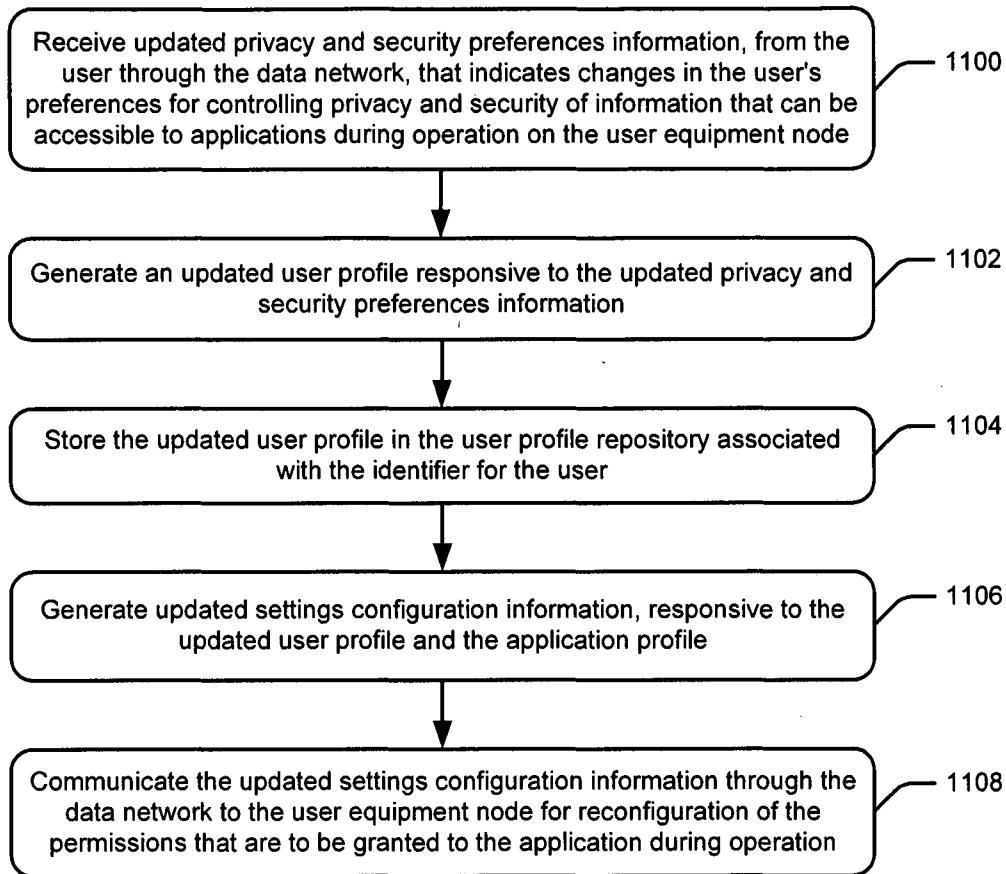 Receive updated privacy and security preferences information, from the
user through the data network, that indicates changes in the user's
preferences for controlling privacy and security of information that can be
accessible to applications during operation on the user equipment node
1100
Generate an updated user profile responsive to the updated privacy and
security preferences information
1102
Store the updated user profile in the user profile repository associated
with the identifier for the user
1104
Generate updated settings configuration information, responsive to the
updated user profile and the application profile
1106
Communicate the updated settings configuration information through the
data network to the user equipment node for reconfiguration of the
permissions that are to be granted to the application during operation
1108